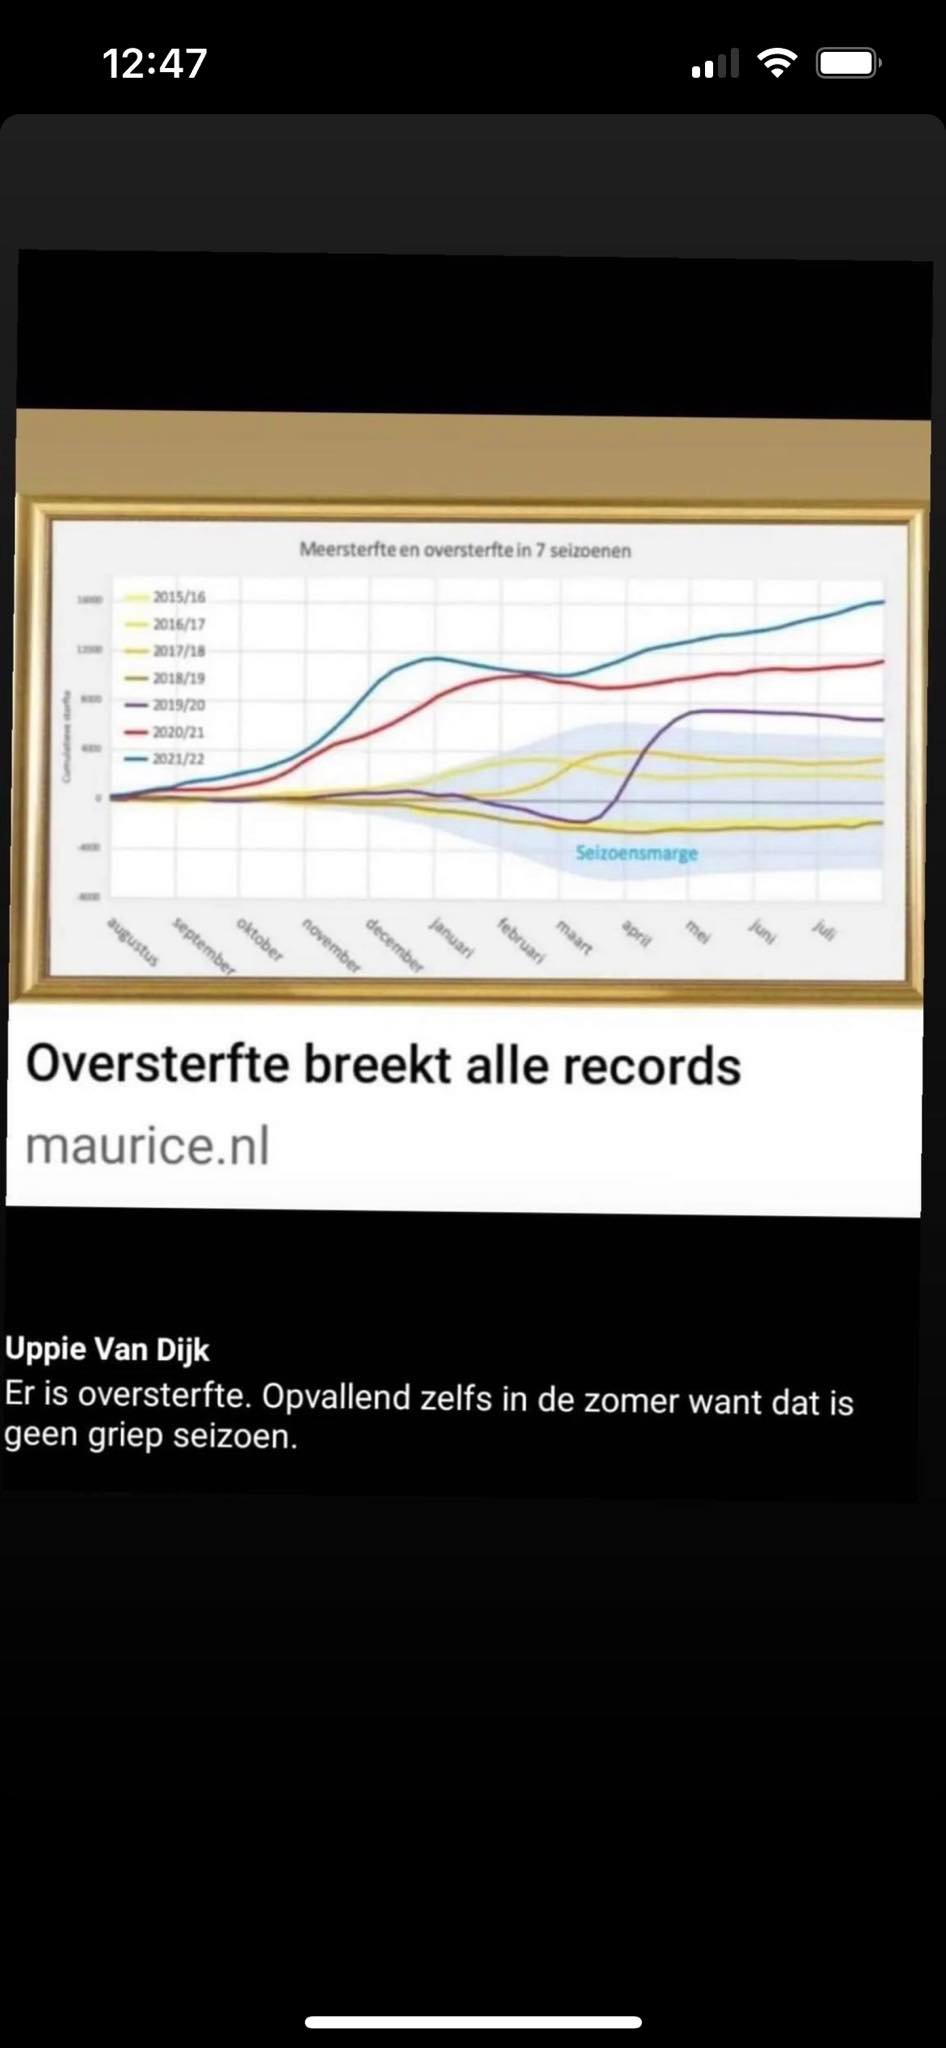 12:47
Meersterfte en oversterfte in 7 seizoenen
16000
2015/16
2016/17
12000
2017/18
2018/19
8000
2019/20
2020/21
4000
2021/22
Cumulatieve sterfte
0
-4000
Seizoensmarge
augustus
september
oktober
november
december
januari
februari
maart
april
mei
juni
juli
Oversterfte breekt alle records
maurice.nl
Uppie Van Dijk
Er is oversterfte. Opvallend zelfs in de zomer want dat is
geen griep seizoen.